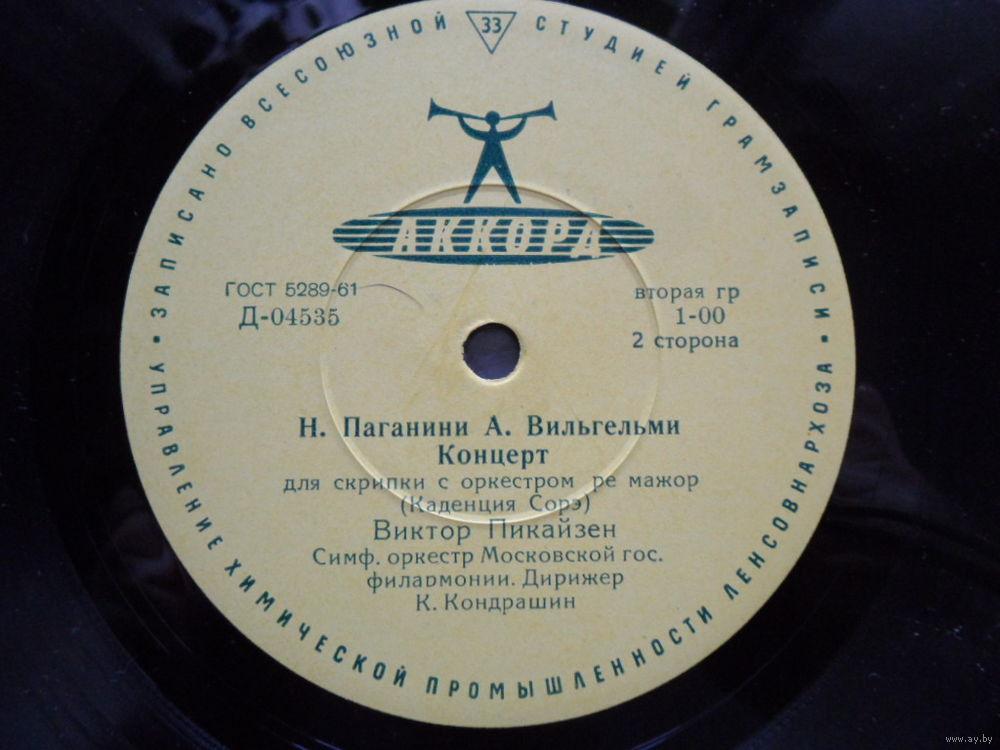 ЗАПИСАНО ВСЕСОЮЗНОЙ СТУДИЕЙ ГРАМЗАПИСИ
33
АККОРД
ГОСТ 5289-61
Д-04535
вторая гр
1-00
2 сторона
Н. Паганини А. Вильгельми
Концерт
для скрипки с оркестром ре мажор
(Каденция Сорэ)
Виктор Пикайзен
Симф. оркестр Московской гос.
филармонии. Дирижер
К. Кондрашин
УПРАВЛЕНИЕ ХИМИЧЕСКОЙ ПРОМЫШЛЕННОСТИ ЛЕНСОВНАРХОЗА
www.ay.by